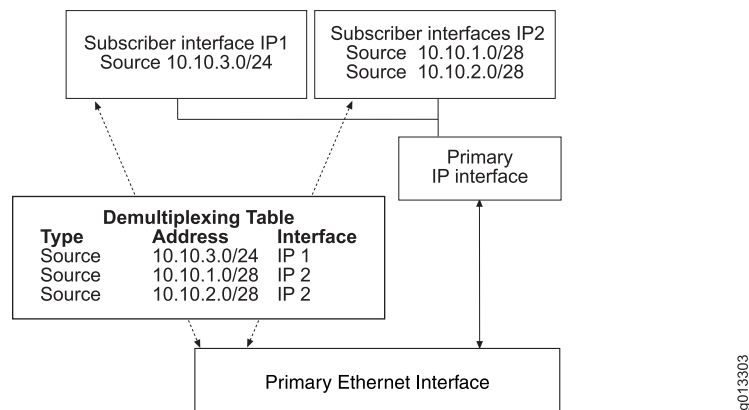 Subscriber interface IP1
Source 10.10.3.0/24
Subscriber interfaces IP2
Source 10.10.1.0/28
Source 10.10.2.0/28
Primary
IP interface
Demultiplexing Table
Type Address Interface
Source 10.10.3.0/24 IP 1
Source 10.10.1.0/28 IP 2
Source 10.10.2.0/28 IP 2
Primary Ethernet Interface
g013303